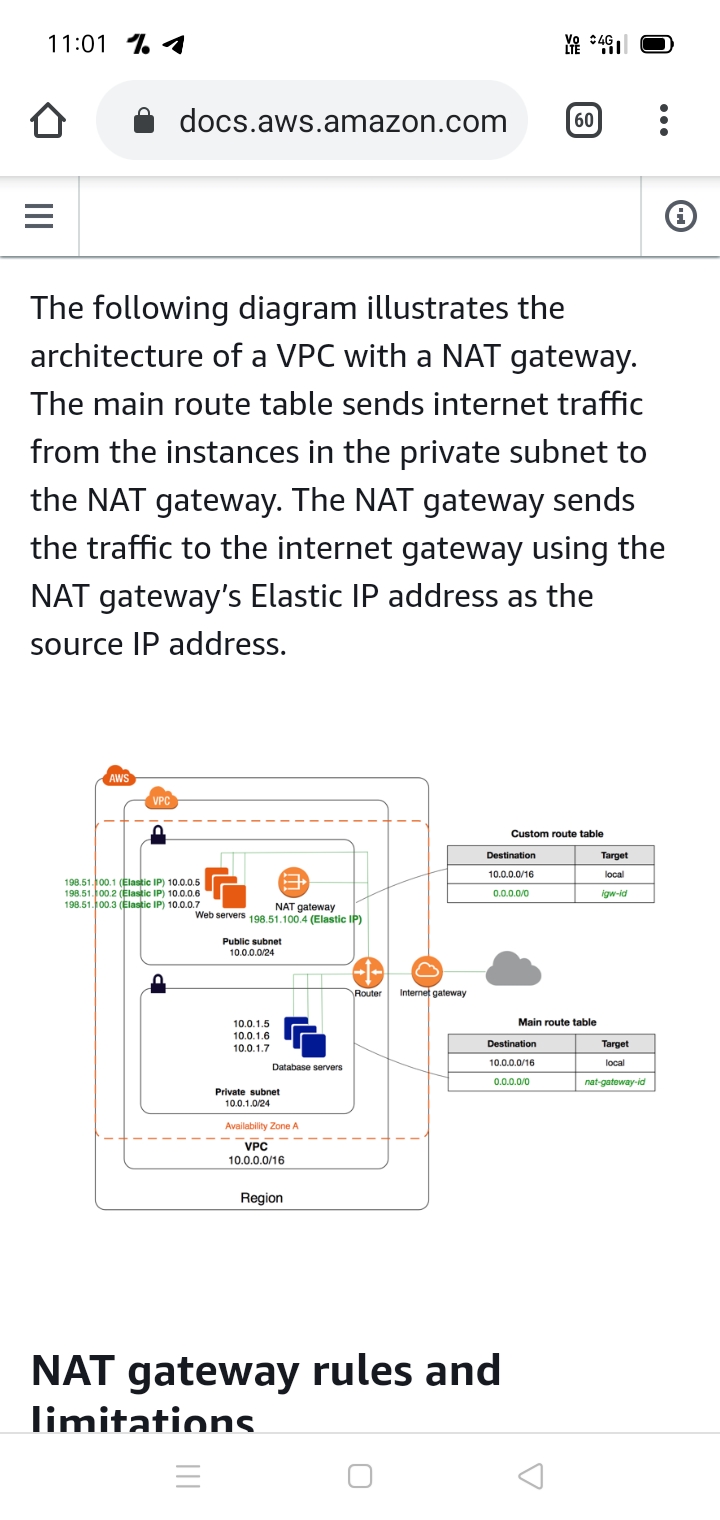 11:01
Vo
LTE
4G
docs.aws.amazon.com
60
The following diagram illustrates the
architecture of a VPC with a NAT gateway.
The main route table sends internet traffic
from the instances in the private subnet to
the NAT gateway. The NAT gateway sends
the traffic to the internet gateway using the
NAT gateway’s Elastic IP address as the
source IP address.
AWS
VPC
198.51.100.1 (Elastic IP) 10.0.0.5
198.51.100.2 (Elastic IP) 10.0.0.6
198.51.100.3 (Elastic IP) 10.0.0.7
Web servers
NAT gateway
198.51.100.4 (Elastic IP)
Public subnet
10.0.0.0/24
Custom route table
Destination Target
10.0.0.0/16 local
0.0.0.0/0 igw-id
Router
Internet gateway
10.0.1.5
10.0.1.6
10.0.1.7
Database servers
Private subnet
10.0.1.0/24
Main route table
Destination Target
10.0.0.0/16 local
0.0.0.0/0 nat-gateway-id
Availability Zone A
VPC
10.0.0.0/16
Region
NAT gateway rules and
limitations